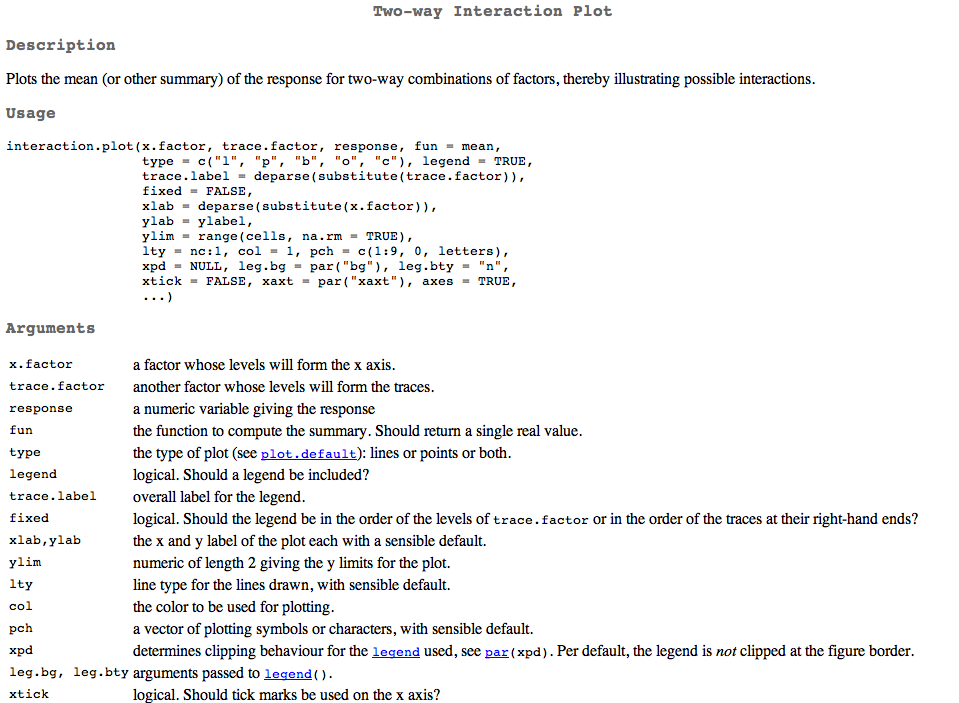 Two-way Interaction Plot
Description
Plots the mean (or other summary) of the response for two-way combinations of factors, thereby illustrating possible interactions.
Usage
interaction.plot(x.factor, trace.factor, response, fun = mean,
type = c("l", "p", "b", "o", "c"), legend = TRUE,
trace.label = deparse(substitute(trace.factor)),
fixed = FALSE,
xlab = deparse(substitute(x.factor)),
ylab = ylabel,
ylim = range(cells, na.rm = TRUE),
lty = nc:1, col = 1, pch = c(1:9, 0, letters),
xpd = NULL, leg.bg = par("bg"), leg.bty = "n",
xtick = FALSE, xaxt = par("xaxt"), axes = TRUE,
...)
Arguments
x.factor a factor whose levels will form the x axis.
trace.factor another factor whose levels will form the traces.
response a numeric variable giving the response
fun the function to compute the summary. Should return a single real value.
type the type of plot (see plot.default): lines or points or both.
legend logical. Should a legend be included?
trace.label overall label for the legend.
fixed logical. Should the legend be in the order of the levels of trace.factor or in the order of the traces at their right-hand ends?
xlab,ylab the x and y label of the plot each with a sensible default.
ylim numeric of length 2 giving the y limits for the plot.
lty line type for the lines drawn, with sensible default.
col the color to be used for plotting.
pch a vector of plotting symbols or characters, with sensible default.
xpd determines clipping behaviour for the legend used, see par(xpd). Per default, the legend is not clipped at the figure border.
leg.bg, leg.bty arguments passed to legend().
xtick logical. Should tick marks be used on the x axis?